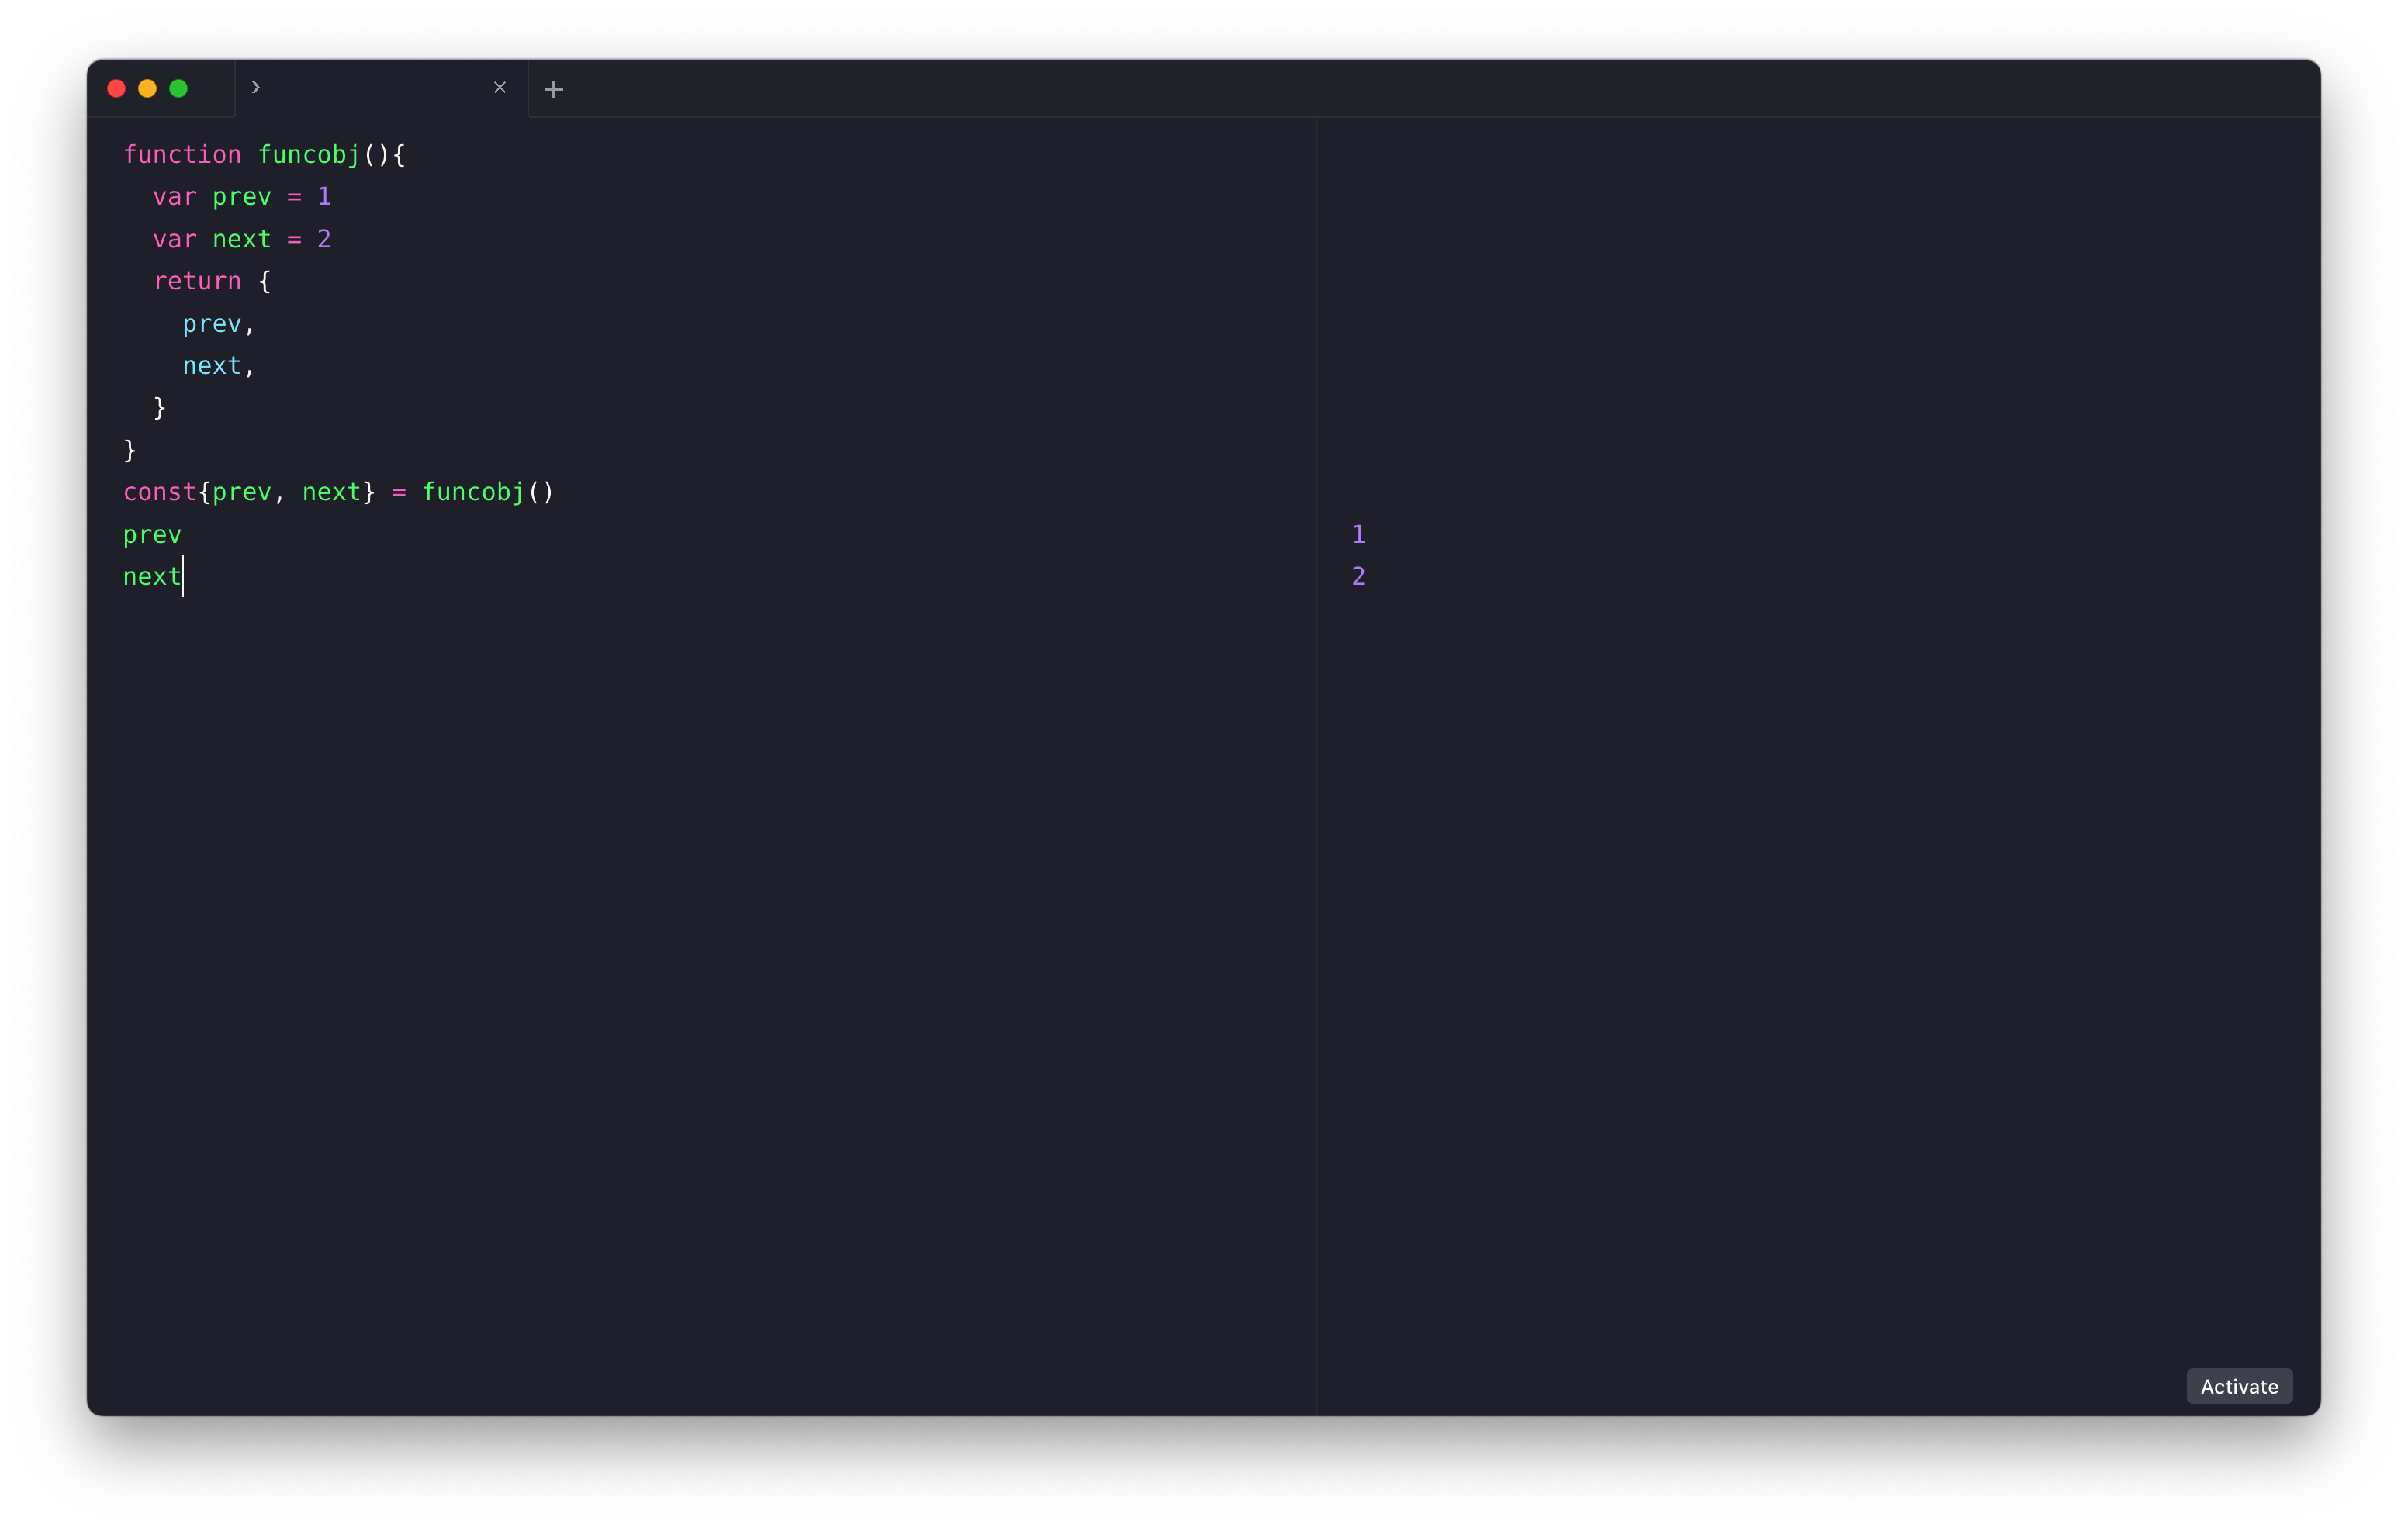 function funcobj(){
  var prev = 1
  var next = 2
  return {
    prev,
    next,
  }
}
const{prev, next} = funcobj()
prev
1
next
2
Activate